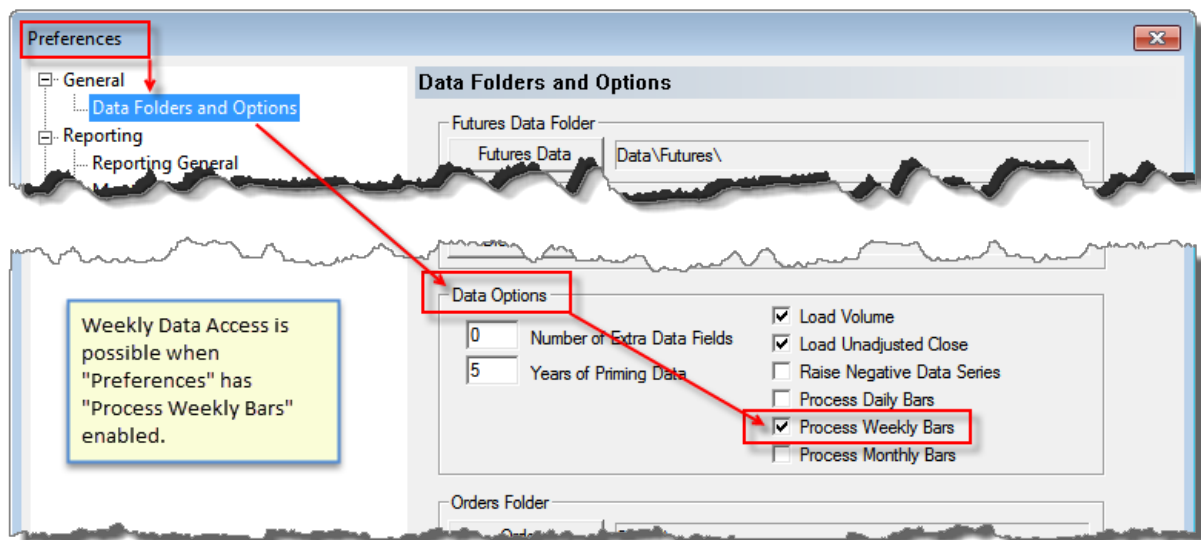 Preferences
General
Data Folders and Options
Reporting
Reporting General
Data Folders and Options
Futures Data Folder
Futures Data
Data\Futures\
Weekly Data Access is
possible when
"Preferences" has
"Process Weekly Bars"
enabled.
Data Options
0 Number of Extra Data Fields
5 Years of Priming Data
Load Volume
Load Unadjusted Close
Raise Negative Data Series
Process Daily Bars
Process Weekly Bars
Process Monthly Bars
Orders Folder